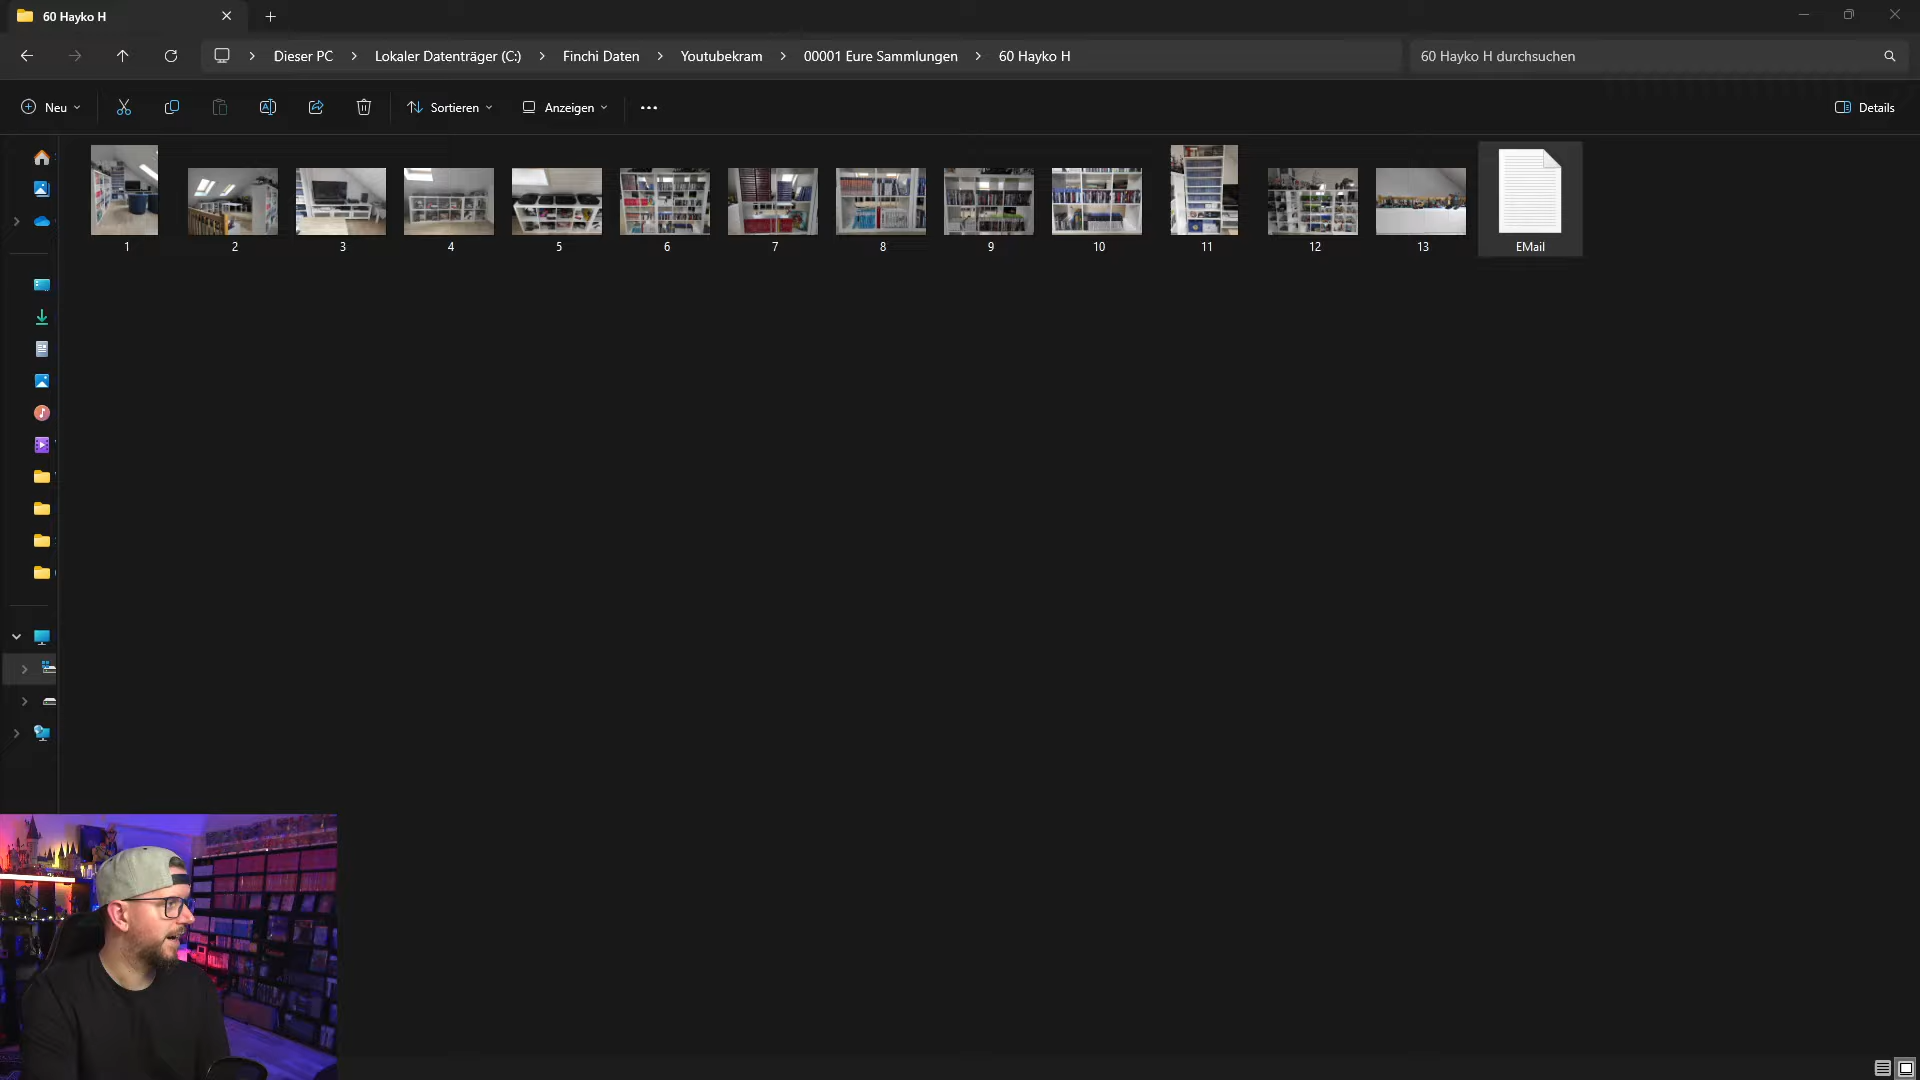 60 Hayko H
Dieser PC > Lokaler Datenträger (C:) > Finchi Daten > Youtubekram > 00001 Eure Sammlungen > 60 Hayko H
60 Hayko H durchsuchen
Neu
Sortieren
Anzeigen
Details
1
2
3
4
5
6
7
8
9
10
11
12
13
EMail